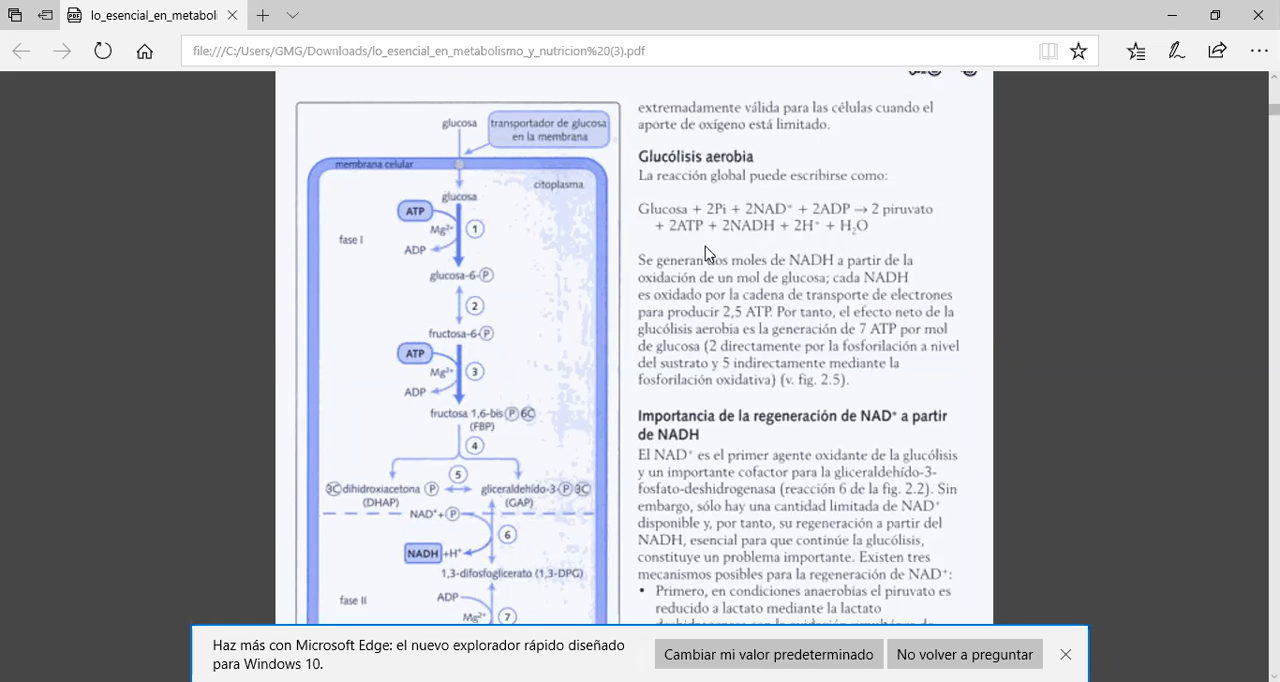 lo_esencial_en_metaboli
file:///C:/Users/GMG/Downloads/lo_esencial_en_metabolismo_y_nutricion%20(3).pdf
glucosa
transportador de glucosa
en la membrana
membrana celular
citoplasma
glucosa
ATP
Mg²⁺
1
fase I
ADP
glucosa-6-P
2
fructosa-6-P
ATP
Mg²⁺
3
ADP
fructosa 1,6-bis P 6C
(FBP)
4
5
3C dihidroxiacetona P
gliceraldehído-3-P 3C
(DHAP)
(GAP)
NAD⁺+P
6
NADH +H⁺
1,3-difosfoglicerato (1,3-DPG)
fase II
ADP
Mg²⁺
7
extremadamente válida para las células cuando el
aporte de oxígeno está limitado.
Glucólisis aerobia
La reacción global puede escribirse como:
Glucosa + 2Pi + 2NAD⁺ + 2ADP → 2 piruvato
+ 2ATP + 2NADH + 2H⁺ + H₂O
Se generan dos moles de NADH a partir de la
oxidación de un mol de glucosa; cada NADH
es oxidado por la cadena de transporte de electrones
para producir 2,5 ATP. Por tanto, el efecto neto de la
glucólisis aerobia es la generación de 7 ATP por mol
de glucosa (2 directamente por la fosforilación a nivel
del sustrato y 5 indirectamente mediante la
fosforilación oxidativa) (v. fig. 2.5).
Importancia de la regeneración de NAD⁺ a partir
de NADH
El NAD⁺ es el primer agente oxidante de la glucólisis
y un importante cofactor para la gliceraldehído-3-
fosfato-deshidrogenasa (reacción 6 de la fig. 2.2). Sin
embargo, sólo hay una cantidad limitada de NAD⁺
disponible y, por tanto, su regeneración a partir del
NADH, esencial para que continúe la glucólisis,
constituye un problema importante. Existen tres
mecanismos posibles para la regeneración de NAD⁺:
• Primero, en condiciones anaerobias el piruvato es
reducido a lactato mediante la lactato
Haz más con Microsoft Edge: el nuevo explorador rápido diseñado
para Windows 10.
Cambiar mi valor predeterminado
No volver a preguntar